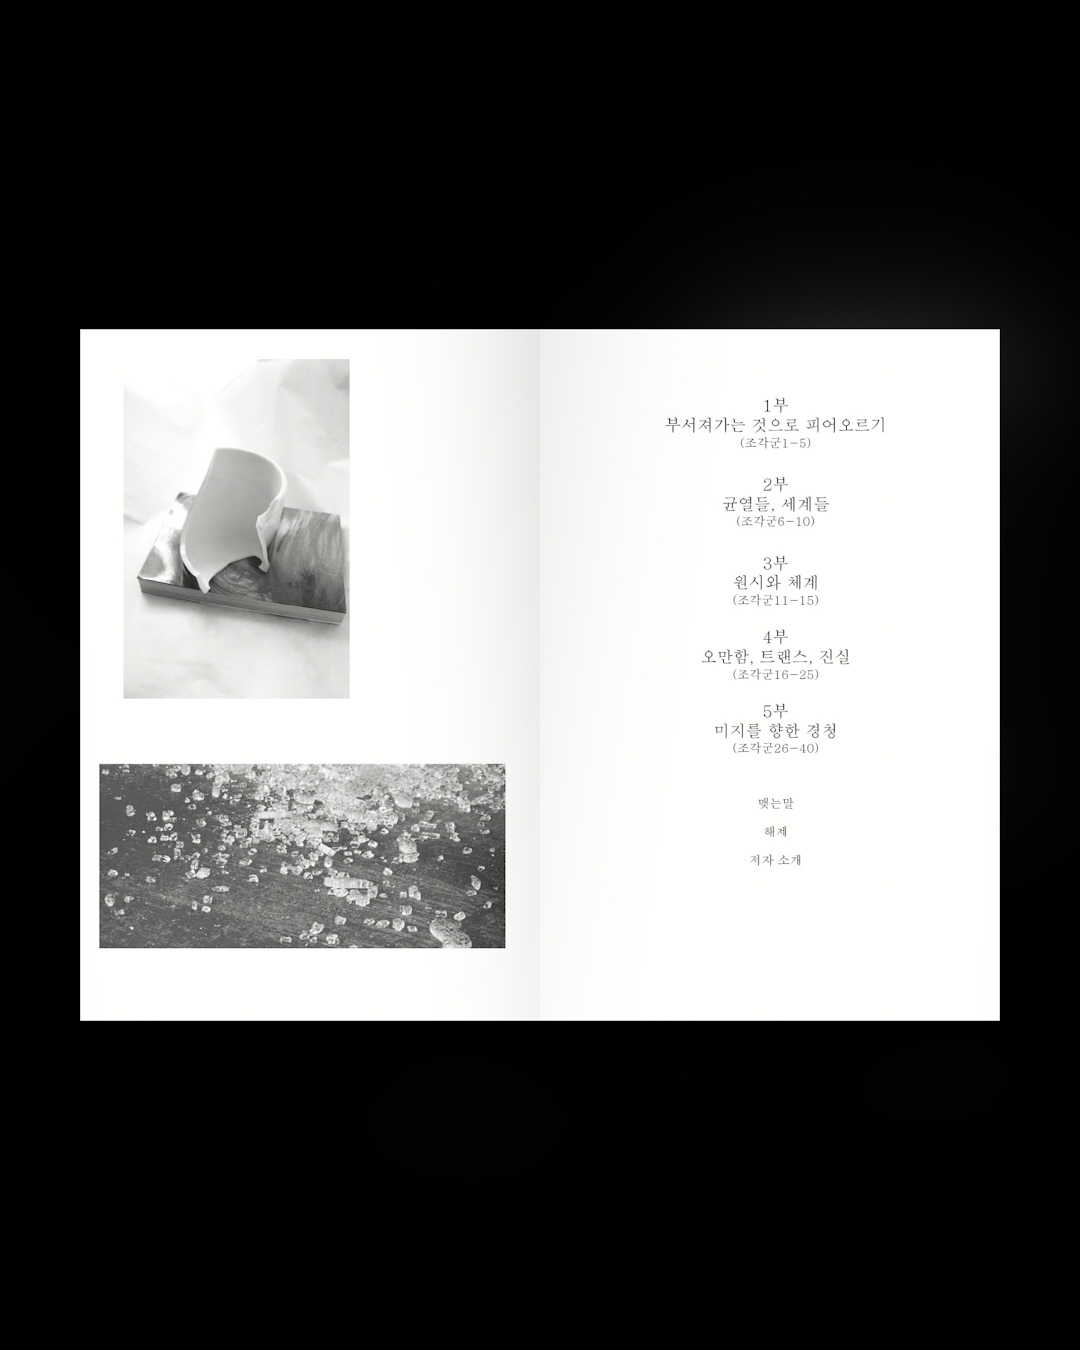 1부
부서져가는 것으로 피어오르기
(조각군1-5)
2부
균열들, 세계들
(조각군6-10)
3부
원시와 체계
(조각군11-15)
4부
오만함, 트랜스, 진실
(조각군16-25)
5부
미지를 향한 경청
(조각군26-40)
맺는말
해제
저자 소개